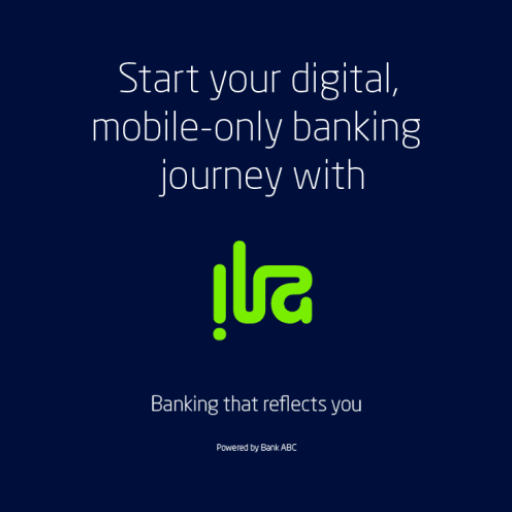 Start your digital,
mobile-only banking
journey with
ila
Banking that reflects you
Powered by Bank ABC